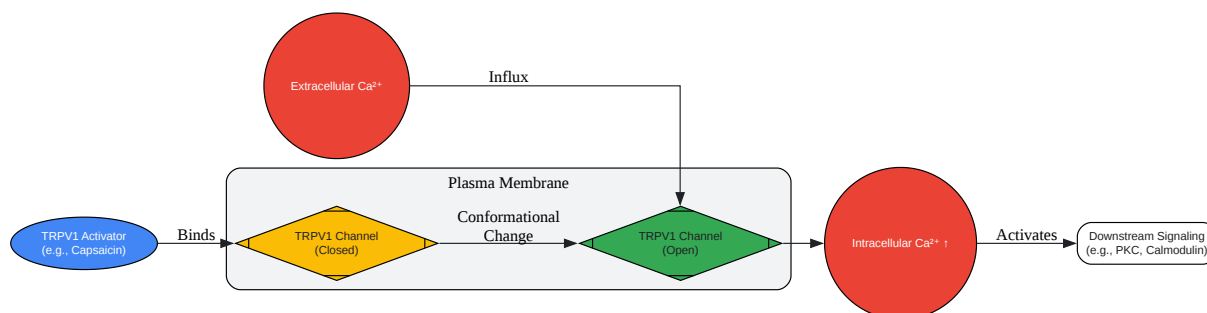 Extracellular Ca²⁺
Influx
Plasma Membrane
TRPV1 Activator
(e.g., Capsaicin)
Binds
TRPV1 Channel
(Closed)
Conformational
Change
TRPV1 Channel
(Open)
Intracellular Ca²⁺ ↑
Activates
Downstream Signaling
(e.g., PKC, Calmodulin)